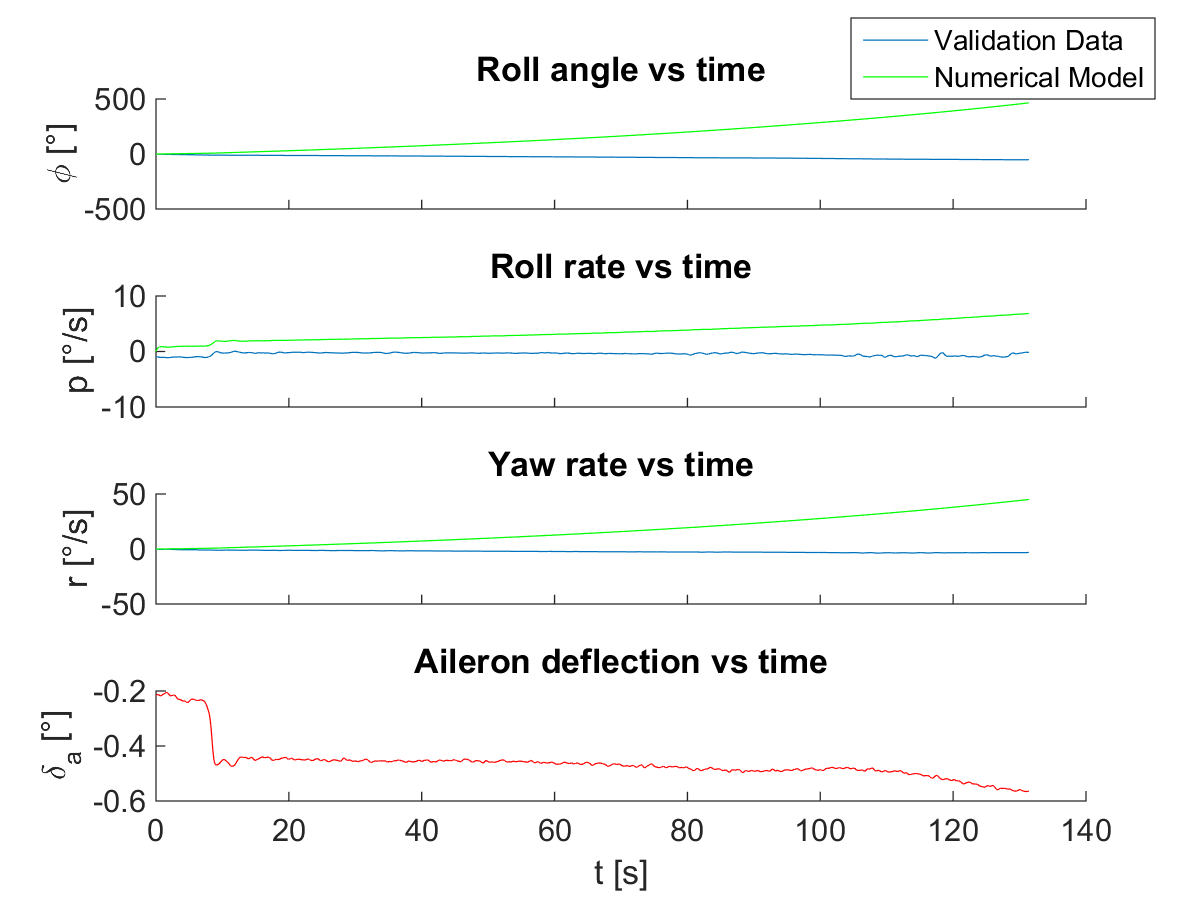 Validation Data
Numerical Model
Roll angle vs time
500
0
-500
ϕ [°]
Roll rate vs time
10
0
-10
p [°/s]
Yaw rate vs time
50
0
-50
r [°/s]
Aileron deflection vs time
-0.2
-0.4
-0.6
δa [°]
0 20 40 60 80 100 120 140
t [s]